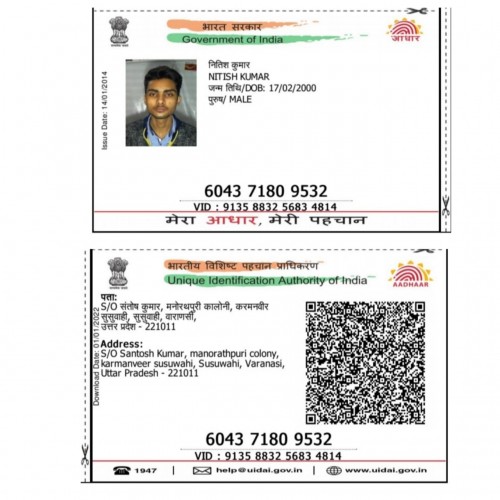 भारत सरकार
Government of India
आधार
Issue Date: 14/01/2014
नितिश कुमार
NITISH KUMAR
जन्म तिथि/DOB: 17/02/2000
पुरुष/ MALE
6043 7180 9532
VID : 9135 8832 5683 4814
मेरा आधार, मेरी पहचान
भारतीय विशिष्ट पहचान प्राधिकरण
Unique Identification Authority of India
AADHAAR
Download Date: 01/01/2022
पता:
S/O संतोष कुमार, मनोरथपुरी कालोनी, करमनवीर
सुसुवाही, सुसुवाही, वाराणसी,
उत्तर प्रदेश - 221011
Address:
S/O Santosh Kumar, manorathpuri colony,
karmanveer susuwahi, Susuwahi, Varanasi,
Uttar Pradesh - 221011
6043 7180 9532
VID : 9135 8832 5683 4814
1947 | help@uidai.gov.in | www.uidai.gov.in